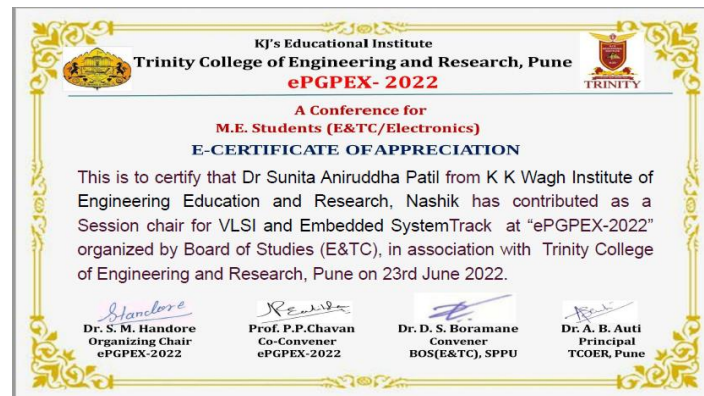 KJ's Educational Institute
Trinity College of Engineering and Research, Pune
ePGPEX- 2022
TRINITY
A Conference for
M.E. Students (E&TC/Electronics)
E-CERTIFICATE OF APPRECIATION
This is to certify that Dr Sunita Aniruddha Patil from K K Wagh Institute of
Engineering Education and Research, Nashik has contributed as a
Session chair for VLSI and Embedded SystemTrack at “ePGPEX-2022”
organized by Board of Studies (E&TC), in association with Trinity College
of Engineering and Research, Pune on 23rd June 2022.
Dr. S. M. Handore
Organizing Chair
ePGPEX-2022
Prof. P.P.Chavan
Co-Convener
ePGPEX-2022
Dr. D. S. Boramane
Convener
BOS(E&TC), SPPU
Dr. A. B. Auti
Principal
TCOER, Pune